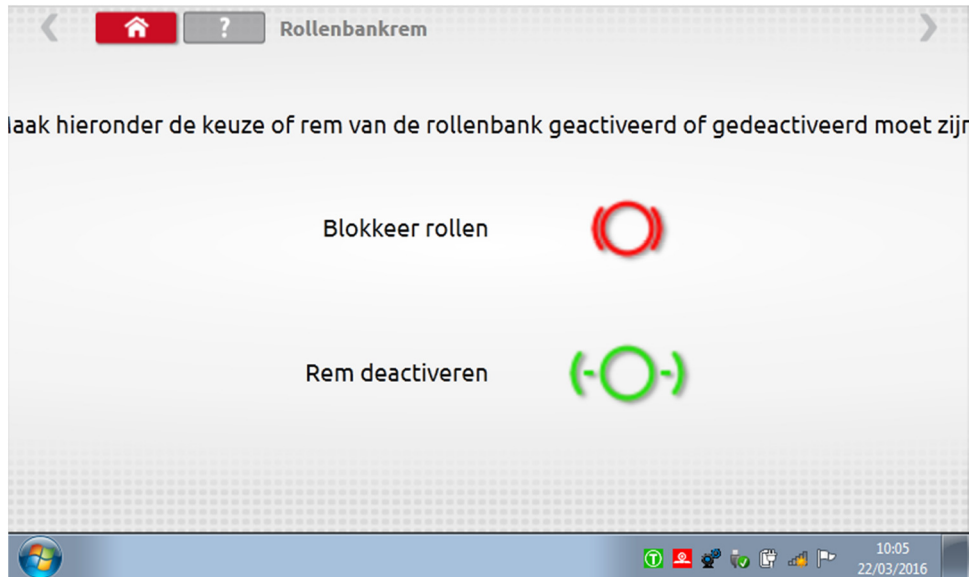 ? Rollenbankrem
aak hieronder de keuze of rem van de rollenbank geactiveerd of gedeactiveerd moet zijn
Blokkeer rollen
Rem deactiveren
10:05
22/03/2016